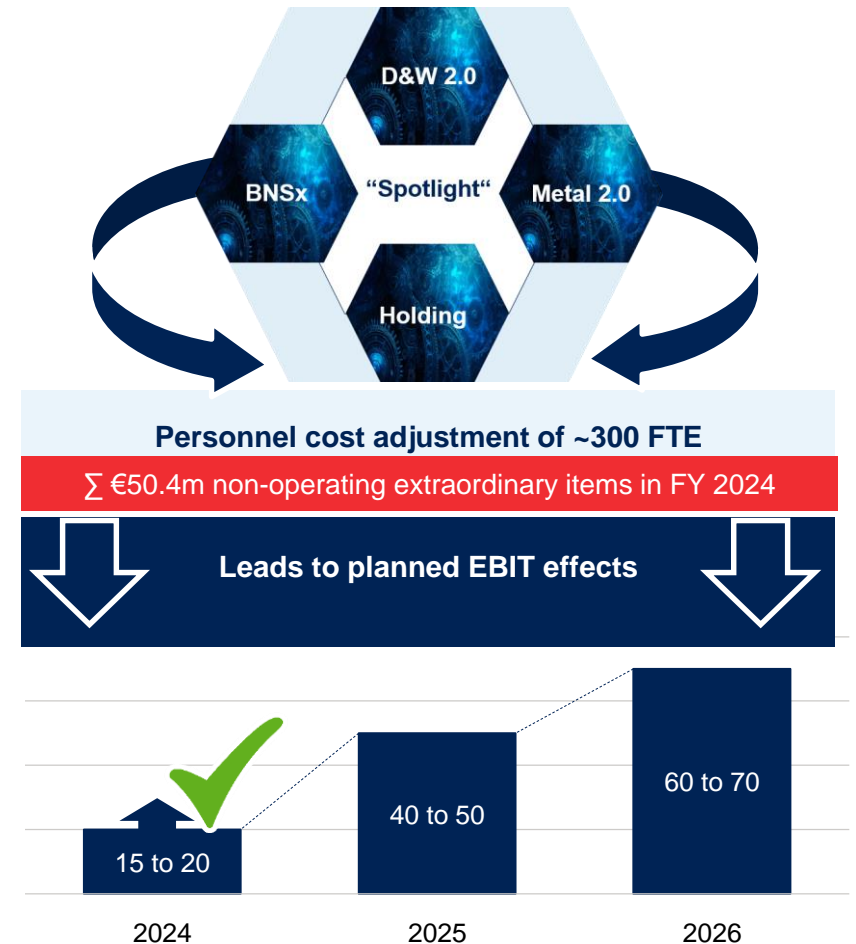 D&W 2.0
BNSx
“Spotlight“
Metal 2.0
Holding
Personnel cost adjustment of ~300 FTE
∑ €50.4m non-operating extraordinary items in FY 2024
Leads to planned EBIT effects
15 to 20
40 to 50
60 to 70
2024
2025
2026